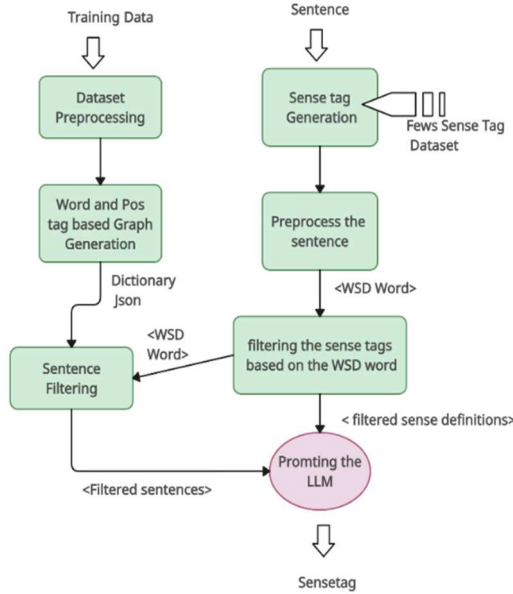 Training Data
Sentence
Dataset
Preprocessing
Sense tag
Generation
Fews Sense Tag
Dataset
Word and Pos
tag based Graph
Generation
Preprocess the
sentence
Dictionary
Json
<WSD Word>
<WSD
Word>
filtering the sense tags
based on the WSD word
Sentence
Filtering
< filtered sense definitions>
Promting the
LLM
<Filtered sentences>
Sensetag